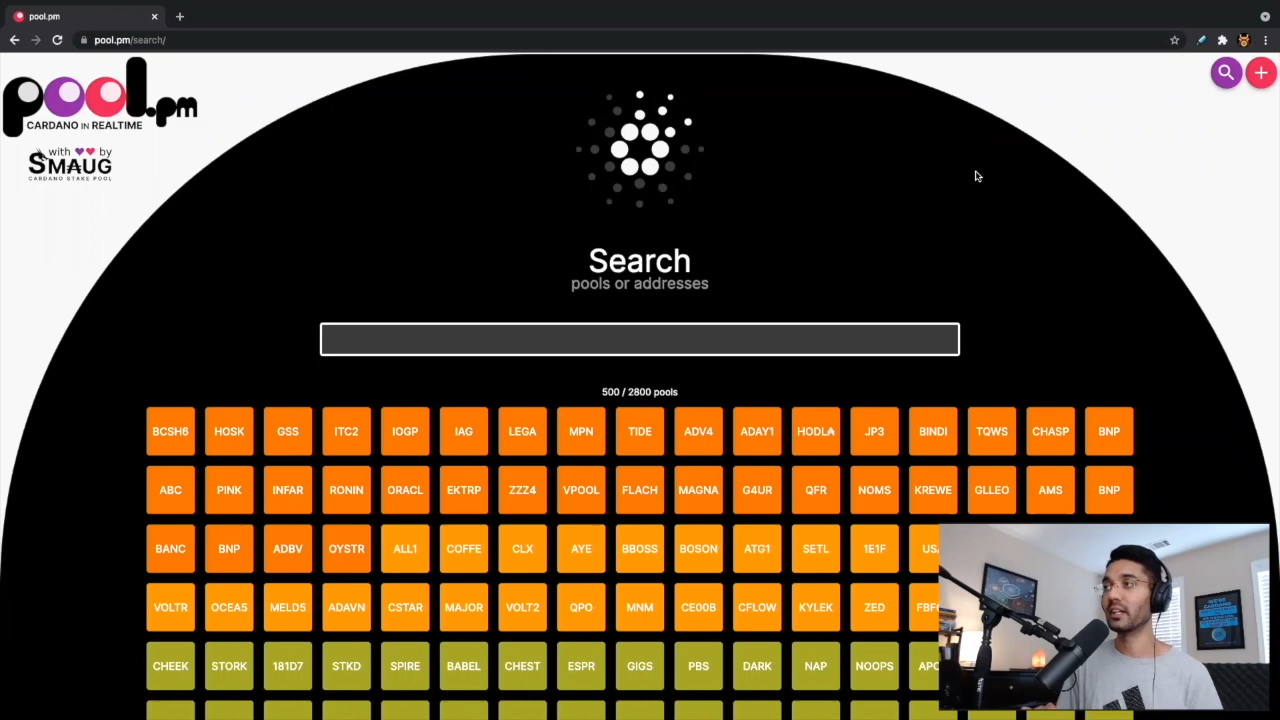 pool.pm
pool.pm/search/
pool.pm
CARDANO IN REALTIME
with by
SMAUG
CARDANO STAKE POOL
Search
pools or addresses
500 / 2800 pools
BCSH6 HOSK GSS ITC2 IOGP IAG LEGA MPN TIDE ADV4 ADAY1 HODL₳ JP3 BINDI TQWS CHASP BNP
ABC PINK INFAR RONIN ORACL EKTRP ZZZ4 VPOOL FLACH MAGNA G4UR QFR NOMS KREWE GLLEO AMS BNP
BANC BNP ADBV OYSTR ALL1 COFFE CLX AYE BBOSS BOSON ATG1 SETL 1E1F
VOLTR OCEA5 MELD5 ADAVN CSTAR MAJOR VOLT2 QPO MNM CE00B CFLOW KYLEK ZED
CHEEK STORK 181D7 STKD SPIRE BABEL CHEST ESPR GIGS PBS DARK NAP NOOPS